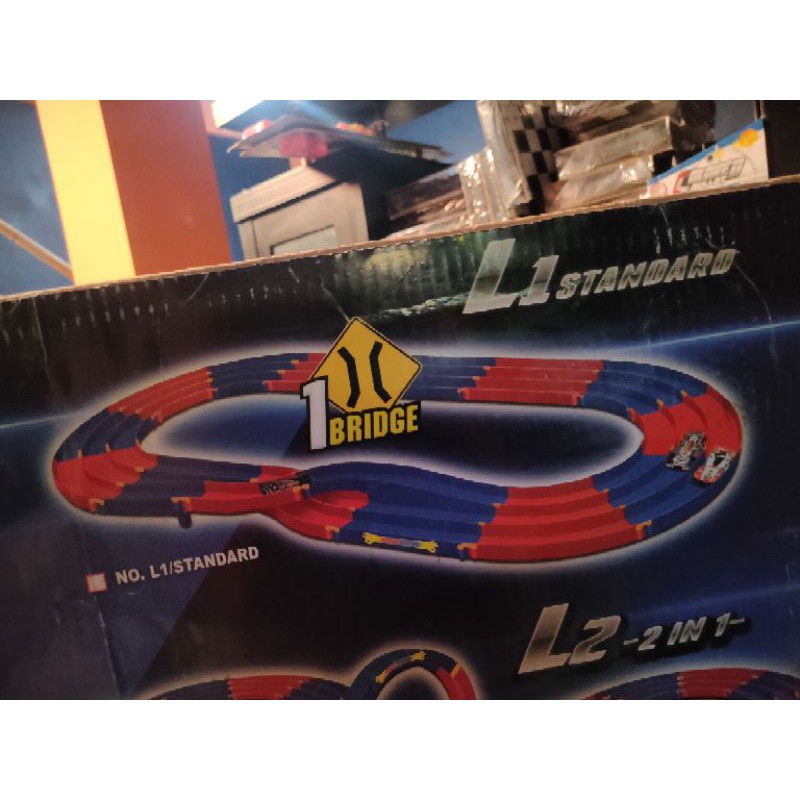 L1 STANDARD
1 BRIDGE
NO. L1/STANDARD
L2 -2 IN 1-